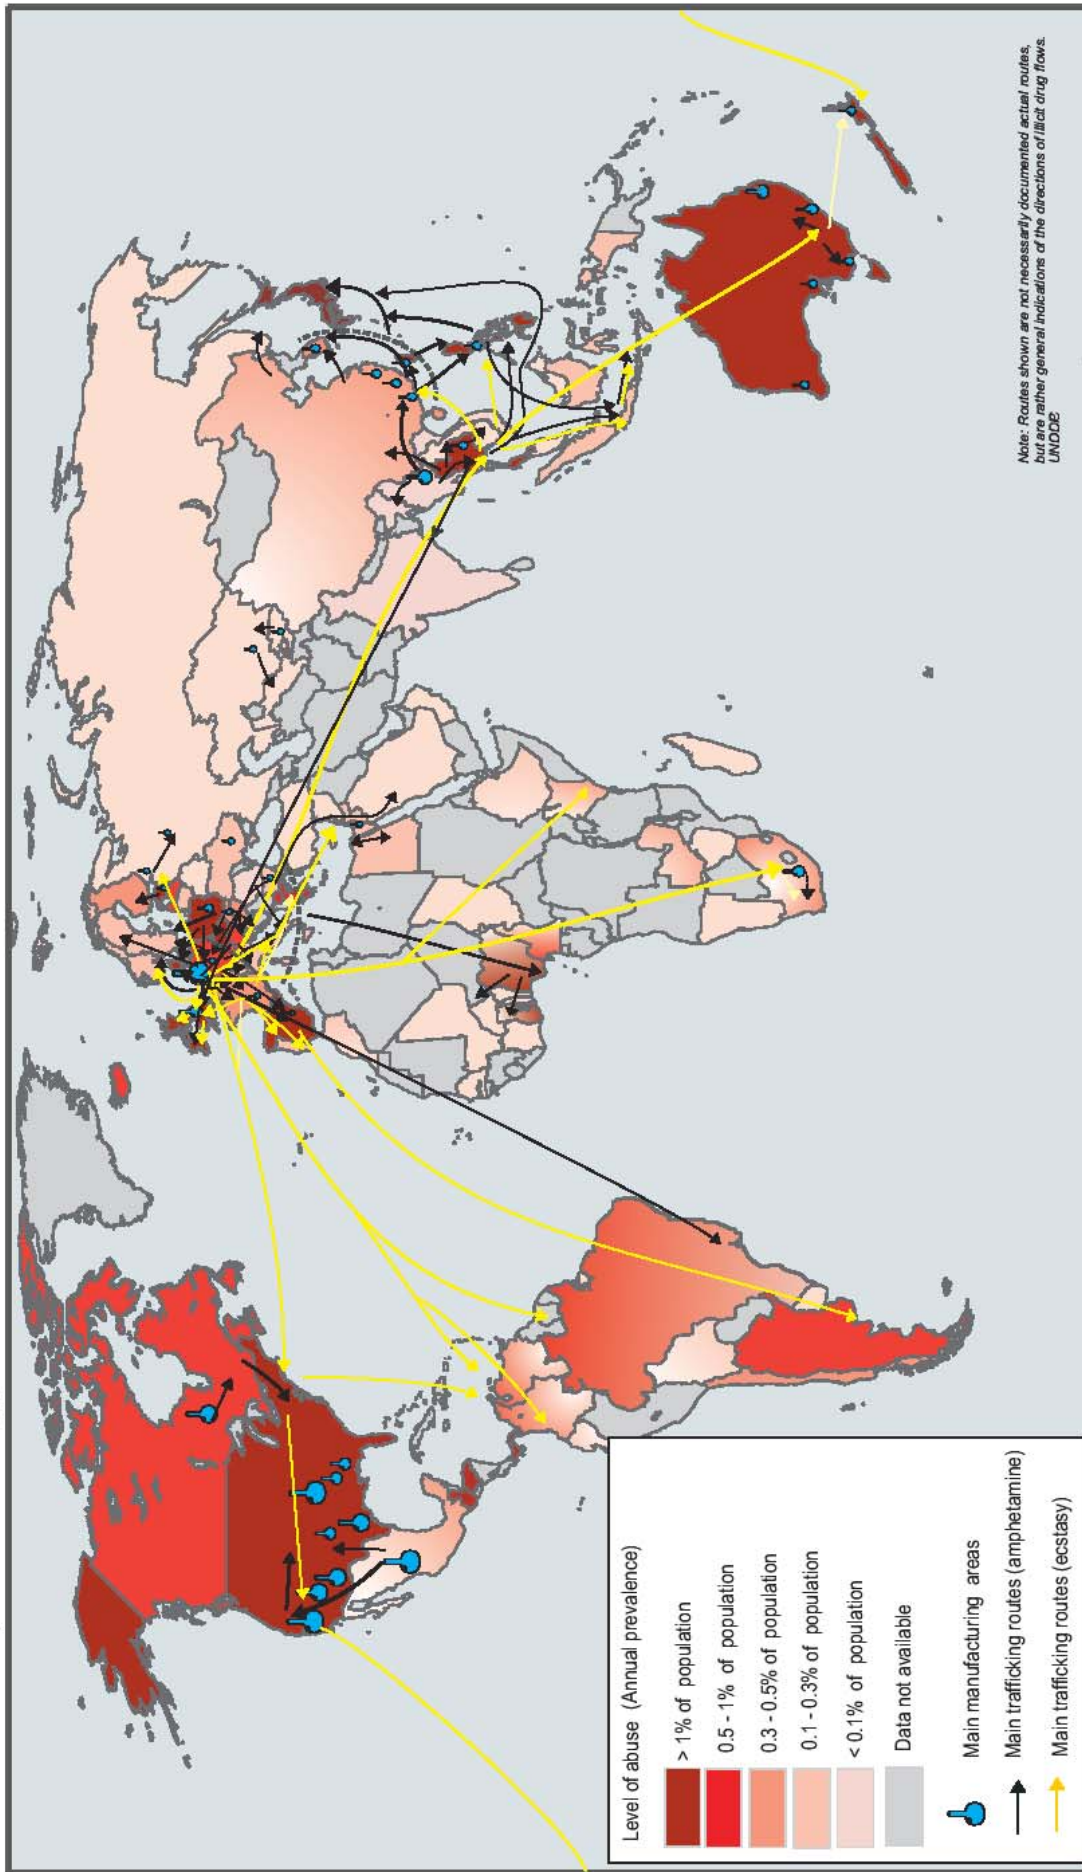 Level of abuse (Annual prevalence)
> 1% of population
0.5 - 1% of population
0.3 - 0.5% of population
0.1 - 0.3% of population
< 0.1% of population
Data not available
Main manufacturing areas
Main trafficking routes (amphetamine)
Main trafficking routes (ecstasy)
Note: Routes shown are not necessarily documented actual routes,
but are rather general indications of the directions of illicit drug flows.